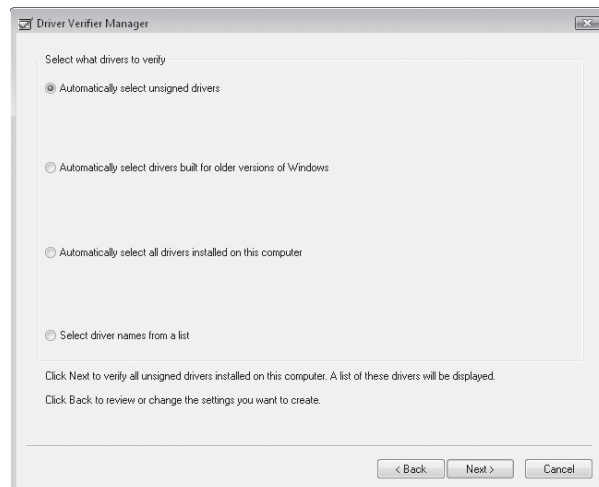 Driver Verifier Manager
Select what drivers to verify
Automatically select unsigned drivers
Automatically select drivers built for older versions of Windows
Automatically select all drivers installed on this computer
Select driver names from a list
Click Next to verify all unsigned drivers installed on this computer. A list of these drivers will be displayed.
Click Back to review or change the settings you want to create.
< Back Next > Cancel